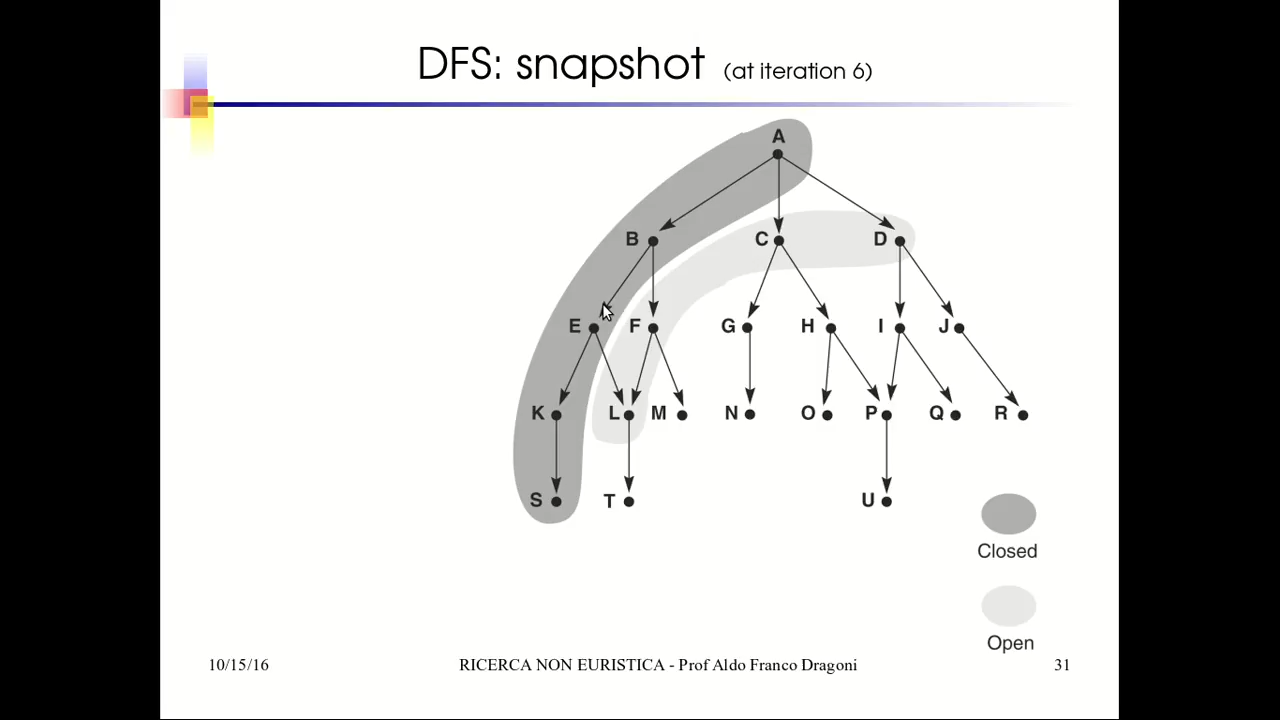 DFS: snapshot (at iteration 6)
A
B C D
E F G H I J
K L M N O P Q R
S T U
Closed
Open
10/15/16 RICERCA NON EURISTICA - Prof Aldo Franco Dragoni 31